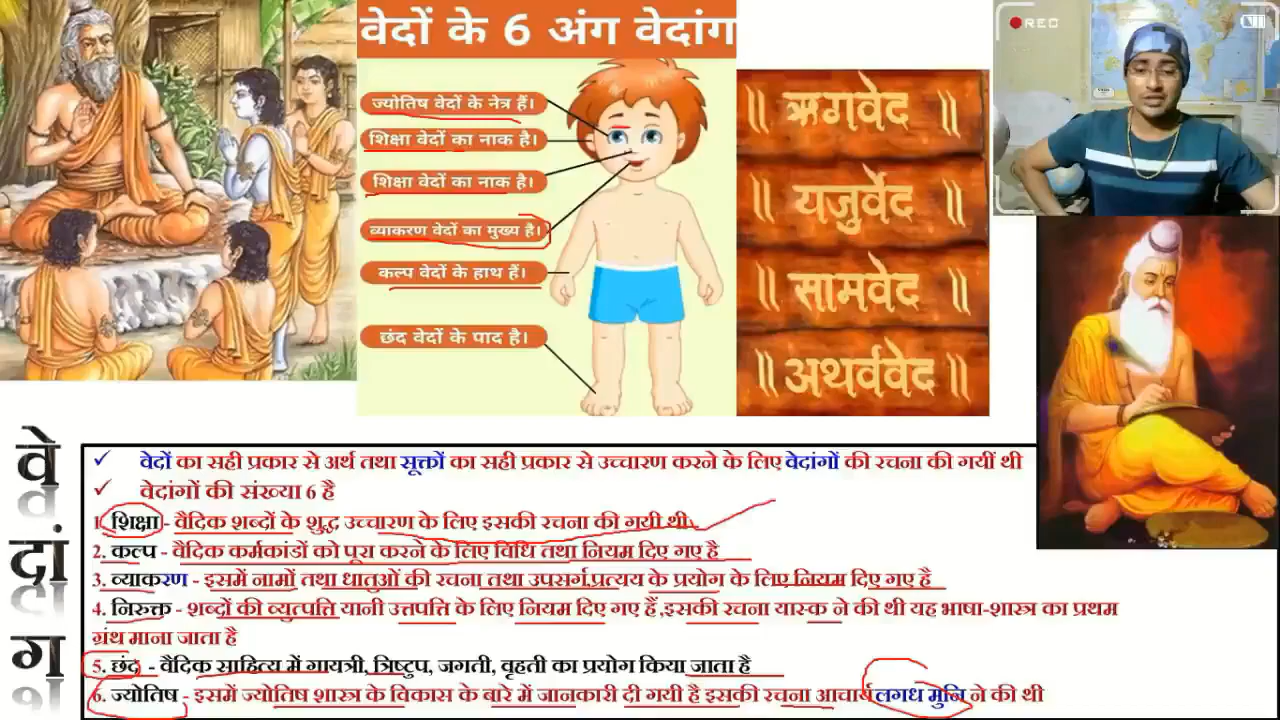 वेदों के 6 अंग वेदांग
ज्योतिष वेदों के नेत्र हैं।
शिक्षा वेदों का नाक है।
शिक्षा वेदों का नाक है।
व्याकरण वेदों का मुख्य है।
कल्प वेदों के हाथ हैं।
छंद वेदों के पाद है।
॥ ऋगवेद ॥
॥ यजुर्वेद ॥
॥ सामवेद ॥
॥ अथर्ववेद ॥
REC
वेदांग
✓ वेदों का सही प्रकार से अर्थ तथा सूक्तों का सही प्रकार से उच्चारण करने के लिए वेदांगों की रचना की गयीं थी
✓ वेदांगों की संख्या 6 है
1. शिक्षा - वैदिक शब्दों के शुद्ध उच्चारण के लिए इसकी रचना की गयी थी
2. कल्प - वैदिक कर्मकांडों को पूरा करने के लिए विधि तथा नियम दिए गए है
3. व्याकरण - इसमें नामों तथा धातुओं की रचना तथा उपसर्ग,प्रत्यय के प्रयोग के लिए नियम दिए गए है
4. निरुक्त - शब्दों की व्युत्पत्ति यानी उत्तपत्ति के लिए नियम दिए गए हैं ,इसकी रचना यास्क ने की थी यह भाषा-शास्त्र का प्रथम
ग्रंथ माना जाता है
5. छंद - वैदिक साहित्य में गायत्री, त्रिष्टुप, जगती, वृहती का प्रयोग किया जाता है
6. ज्योतिष - इसमें ज्योतिष शास्त्र के विकास के बारे में जानकारी दी गयी है इसकी रचना आचार्य लगध मुनि ने की थी